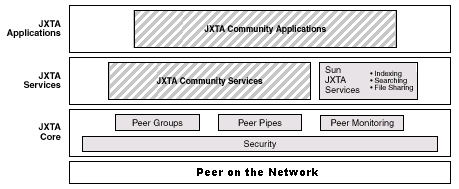 JXTA
Applications
JXTA Community Applications
JXTA
Services
JXTA Community Services
Sun
JXTA
Services
• Indexing
• Searching
• File Sharing
JXTA
Core
Peer Groups
Peer Pipes
Peer Monitoring
Security
Peer on the Network